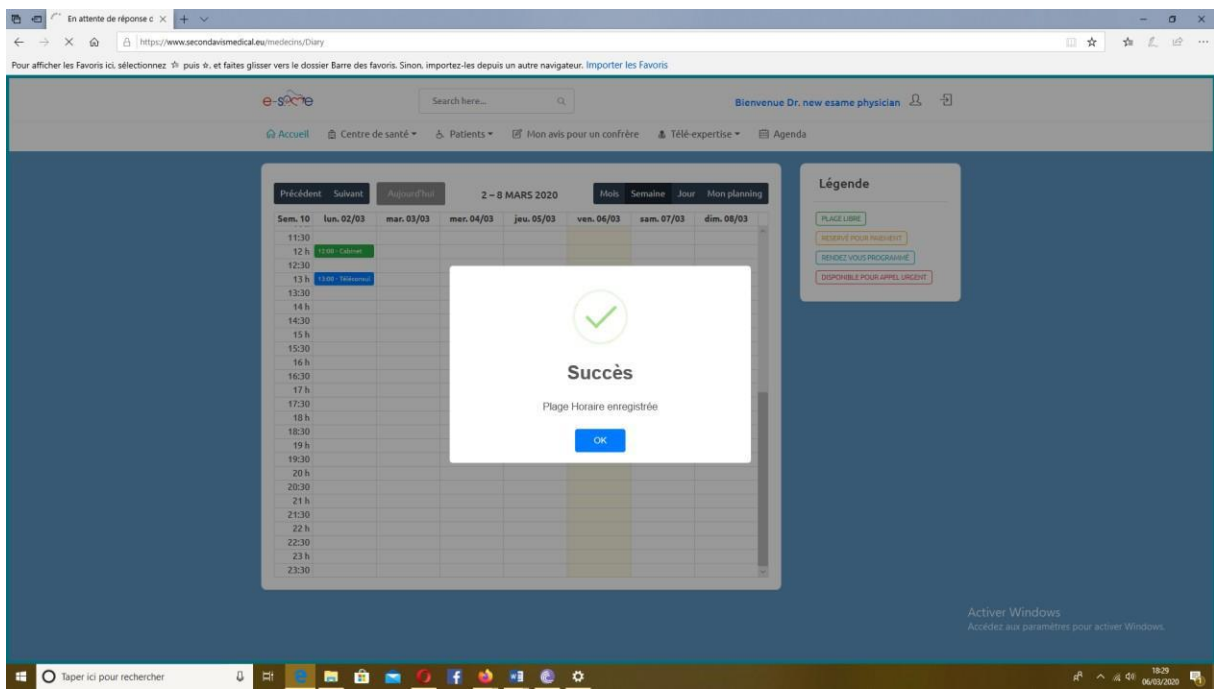 En attente de réponse c
https://www.secondavismedical.eu/medecins/Diary
Pour afficher les Favoris ici, sélectionnez puis ☆, et faites glisser vers le dossier Barre des favoris. Sinon, importez-les depuis un autre navigateur. Importer les Favoris
e-same
Search here...
Bienvenue Dr. new esame physician
Accueil Centre de santé Patients Mon avis pour un confrère Télé-expertise Agenda
Précédent Suivant Aujourd'hui 2 – 8 MARS 2020 Mois Semaine Jour Mon planning
Sem. 10 lun. 02/03 mar. 03/03 mer. 04/03 jeu. 05/03 ven. 06/03 sam. 07/03 dim. 08/03
11:30
12 h 12:00 - Cabinet
12:30
13 h 13:00 - Téléconsul
13:30
14 h
14:30
15 h
15:30
16 h
16:30
17 h
17:30
18 h
18:30
19 h
19:30
20 h
20:30
21 h
21:30
22 h
22:30
23 h
23:30
Légende
PLAGE LIBRE
RESERVÉ POUR PAIEMENT
RENDEZ VOUS PROGRAMMÉ
DISPONIBLE POUR APPEL URGENT
Succès
Plage Horaire enregistrée
OK
Activer Windows
Accédez aux paramètres pour activer Windows.
Taper ici pour rechercher
18:29
06/03/2020